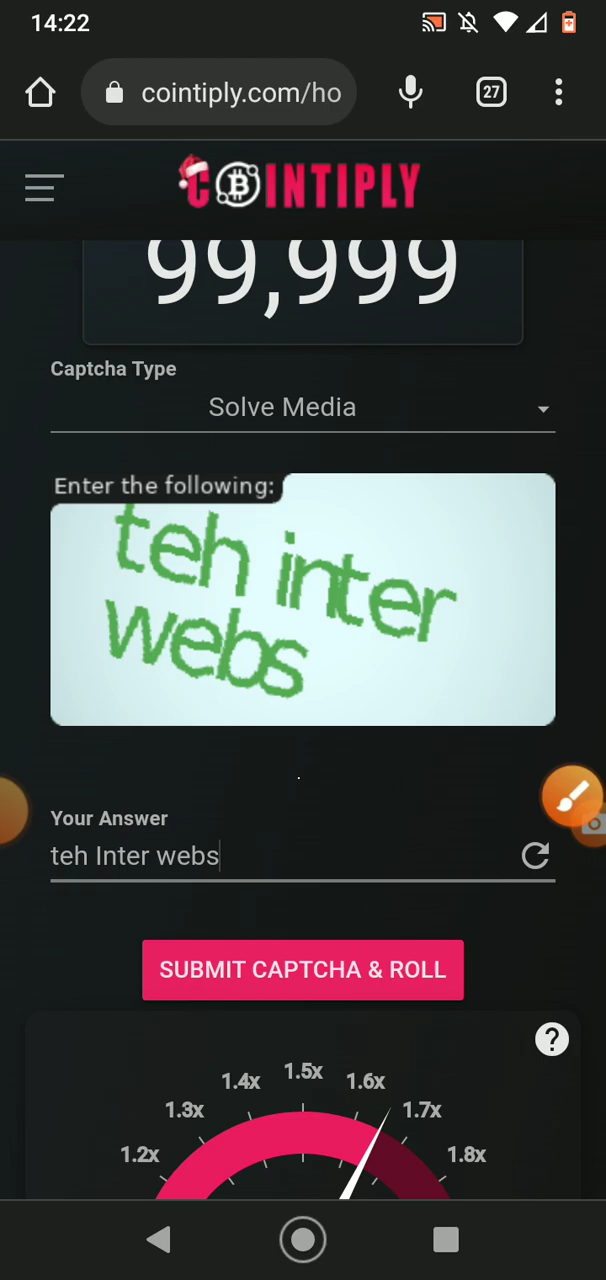 14:22
cointiply.com/ho
27
COINTIPLY
99,999
Captcha Type
Solve Media
Enter the following:
teh inter
webs
Your Answer
teh Inter webs
SUBMIT CAPTCHA & ROLL
?
1.2x
1.3x
1.4x
1.5x
1.6x
1.7x
1.8x